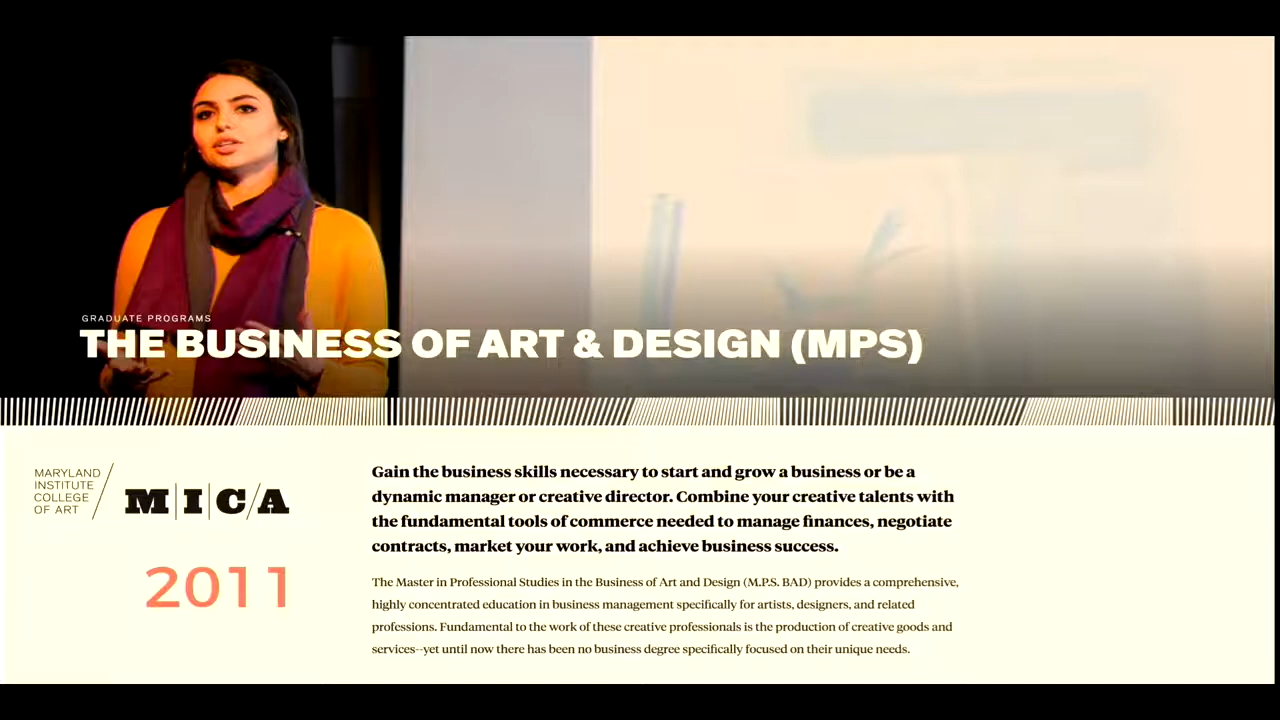 GRADUATE PROGRAMS
THE BUSINESS OF ART & DESIGN (MPS)
MARYLAND
INSTITUTE
COLLEGE
OF ART
MICA
2011
Gain the business skills necessary to start and grow a business or be a
dynamic manager or creative director. Combine your creative talents with
the fundamental tools of commerce needed to manage finances, negotiate
contracts, market your work, and achieve business success.
The Master in Professional Studies in the Business of Art and Design (M.P.S. BAD) provides a comprehensive,
highly concentrated education in business management specifically for artists, designers, and related
professions. Fundamental to the work of these creative professionals is the production of creative goods and
services--yet until now there has been no business degree specifically focused on their unique needs.